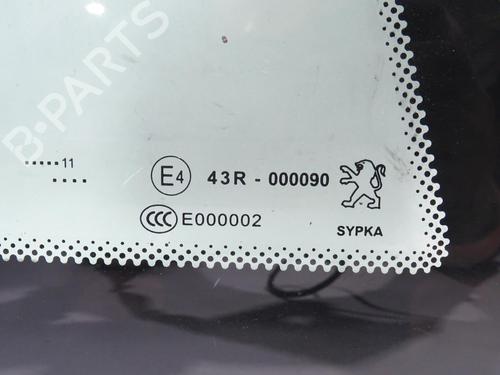 B-PARTS
......11
....
E4 43R - 000090
CCC E000002
SYPKA